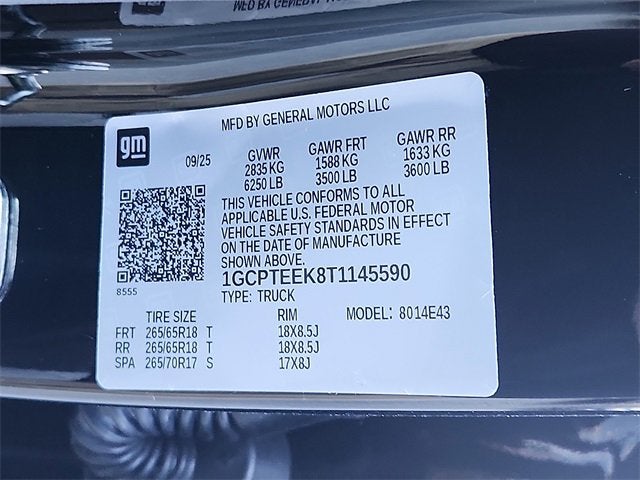 MFD BY GENERAL MOTORS LLC
gm
09/25
GVWR GAWR FRT GAWR RR
2835 KG 1588 KG 1633 KG
6250 LB 3500 LB 3600 LB
THIS VEHICLE CONFORMS TO ALL
APPLICABLE U.S. FEDERAL MOTOR
VEHICLE SAFETY STANDARDS IN EFFECT
ON THE DATE OF MANUFACTURE
SHOWN ABOVE.
8555
1GCPTEEK8T1145590
TYPE: TRUCK
TIRE SIZE RIM MODEL: 8014E43
FRT 265/65R18 T 18X8.5J
RR 265/65R18 T 18X8.5J
SPA 265/70R17 S 17X8J